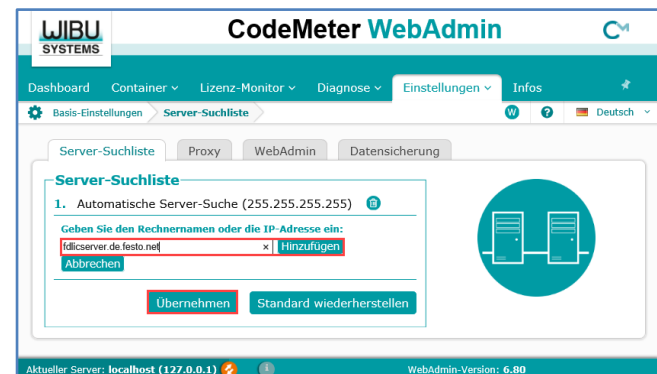 WIBU
SYSTEMS
CodeMeter WebAdmin
CM
Dashboard Container Lizenz-Monitor Diagnose Einstellungen Infos
Basis-Einstellungen Server-Suchliste W ? Deutsch
Server-Suchliste Proxy WebAdmin Datensicherung
Server-Suchliste
1. Automatische Server-Suche (255.255.255.255)
Geben Sie den Rechnernamen oder die IP-Adresse ein:
fdlicserver.de.festo.net × Hinzufügen
Abbrechen
Übernehmen Standard wiederherstellen
Aktueller Server: localhost (127.0.0.1) i WebAdmin-Version: 6.80